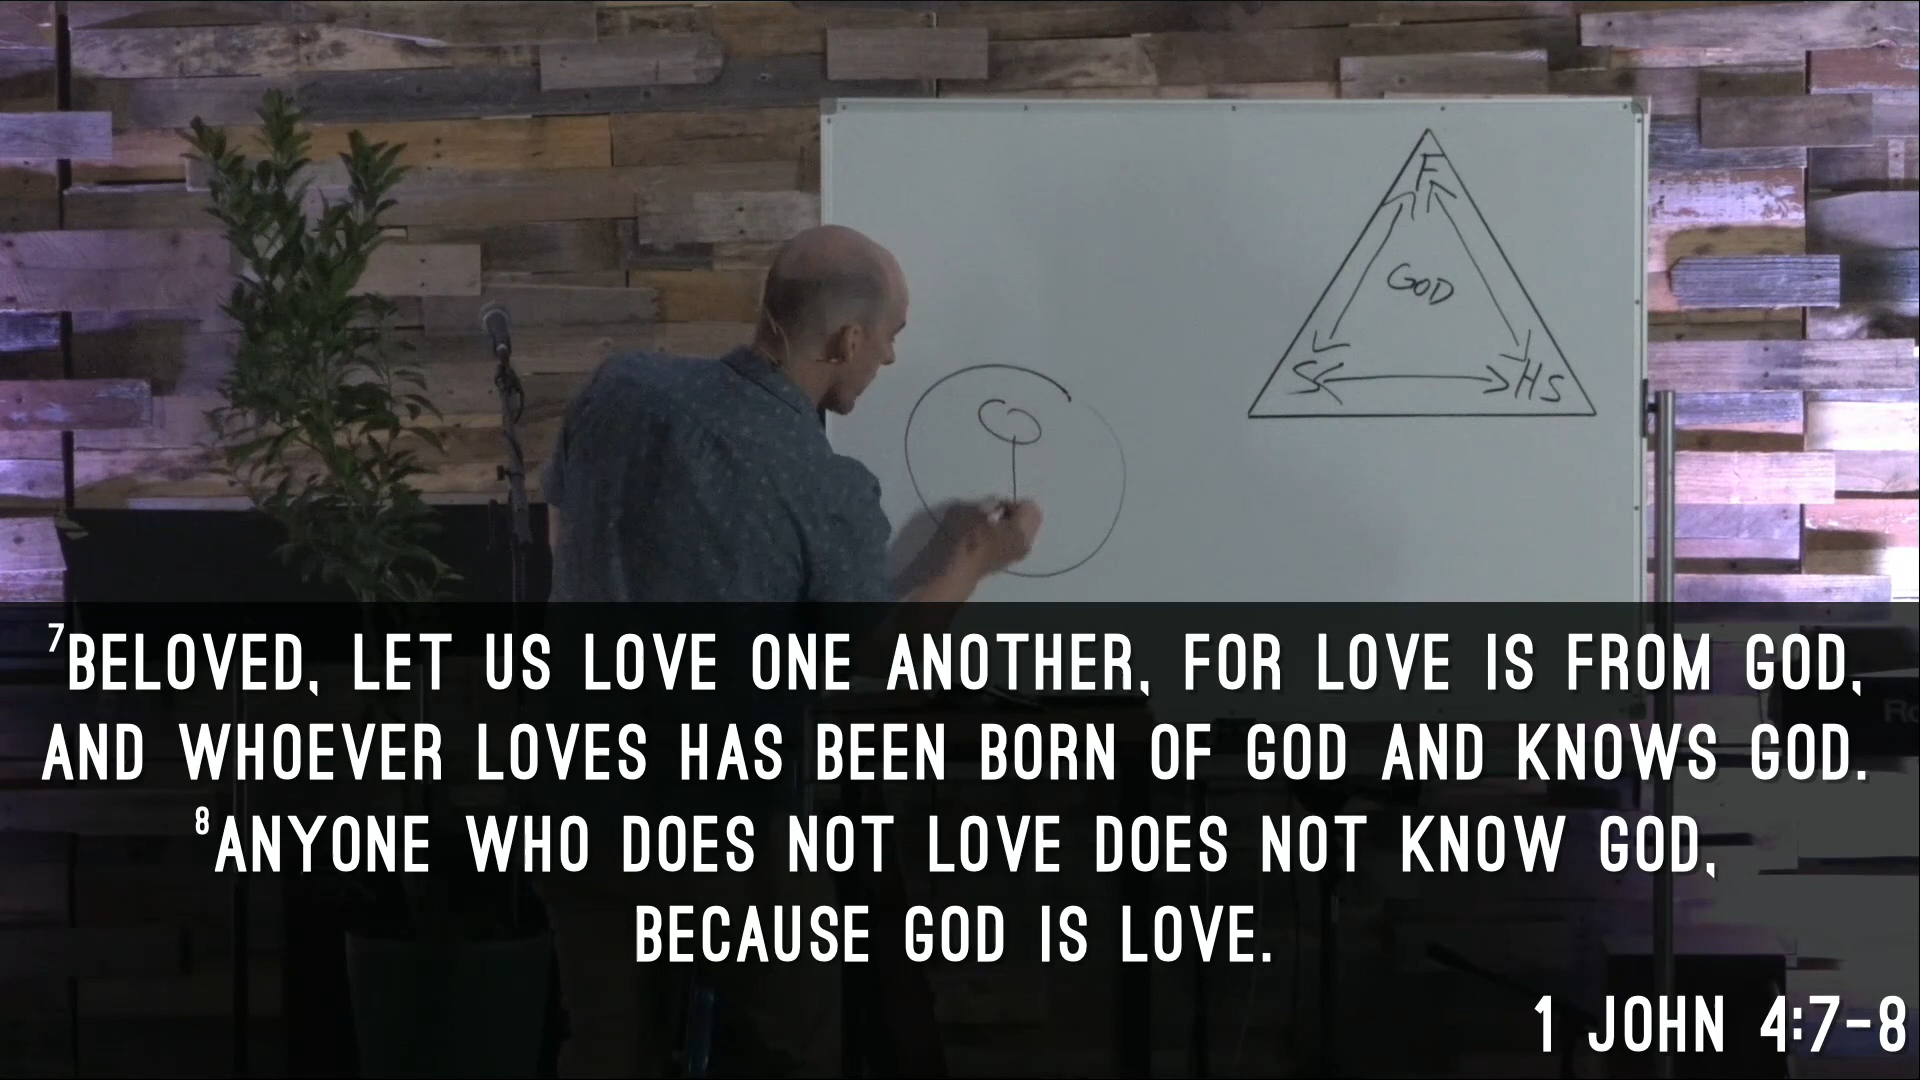 F
GOD
S HS
⁷BELOVED, LET US LOVE ONE ANOTHER, FOR LOVE IS FROM GOD,
AND WHOEVER LOVES HAS BEEN BORN OF GOD AND KNOWS GOD.
⁸ANYONE WHO DOES NOT LOVE DOES NOT KNOW GOD,
BECAUSE GOD IS LOVE.
1 JOHN 4:7-8